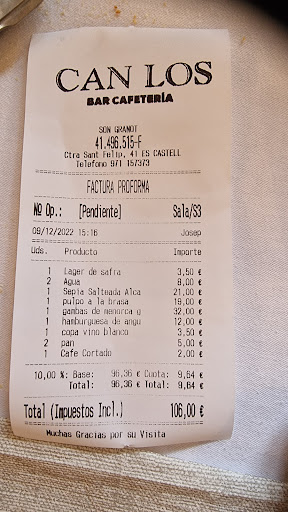 CAN LOS
BAR CAFETERÍA
SON GRANOT
41.496.515-F
Ctra Sant Felip, 41 ES CASTELL
Telefono 971 157373
FACTURA PROFORMA
Nº Op.: [Pendiente] Sala/S3
09/12/2022 15:16 Josep
Uds. Producto Importe
1 Lager de safra 3,50 €
2 Agua 8,00 €
1 Sepia Salteada Alca 21,00 €
1 pulpo a la brasa 18,00 €
1 gambas de menorca g 32,00 €
1 hamburguesa de angu 12,00 €
1 copa vino blanco 3,50 €
2 pan 5,00 €
1 Cafe Cortado 2,00 €
10,00 %: Base: 96,36 € Cuota: 9,64 €
Total: 96,36 € Total: 9,64 €
Total (Impuestos Incl.) 106,00 €
Muchas Gracias por su Visita